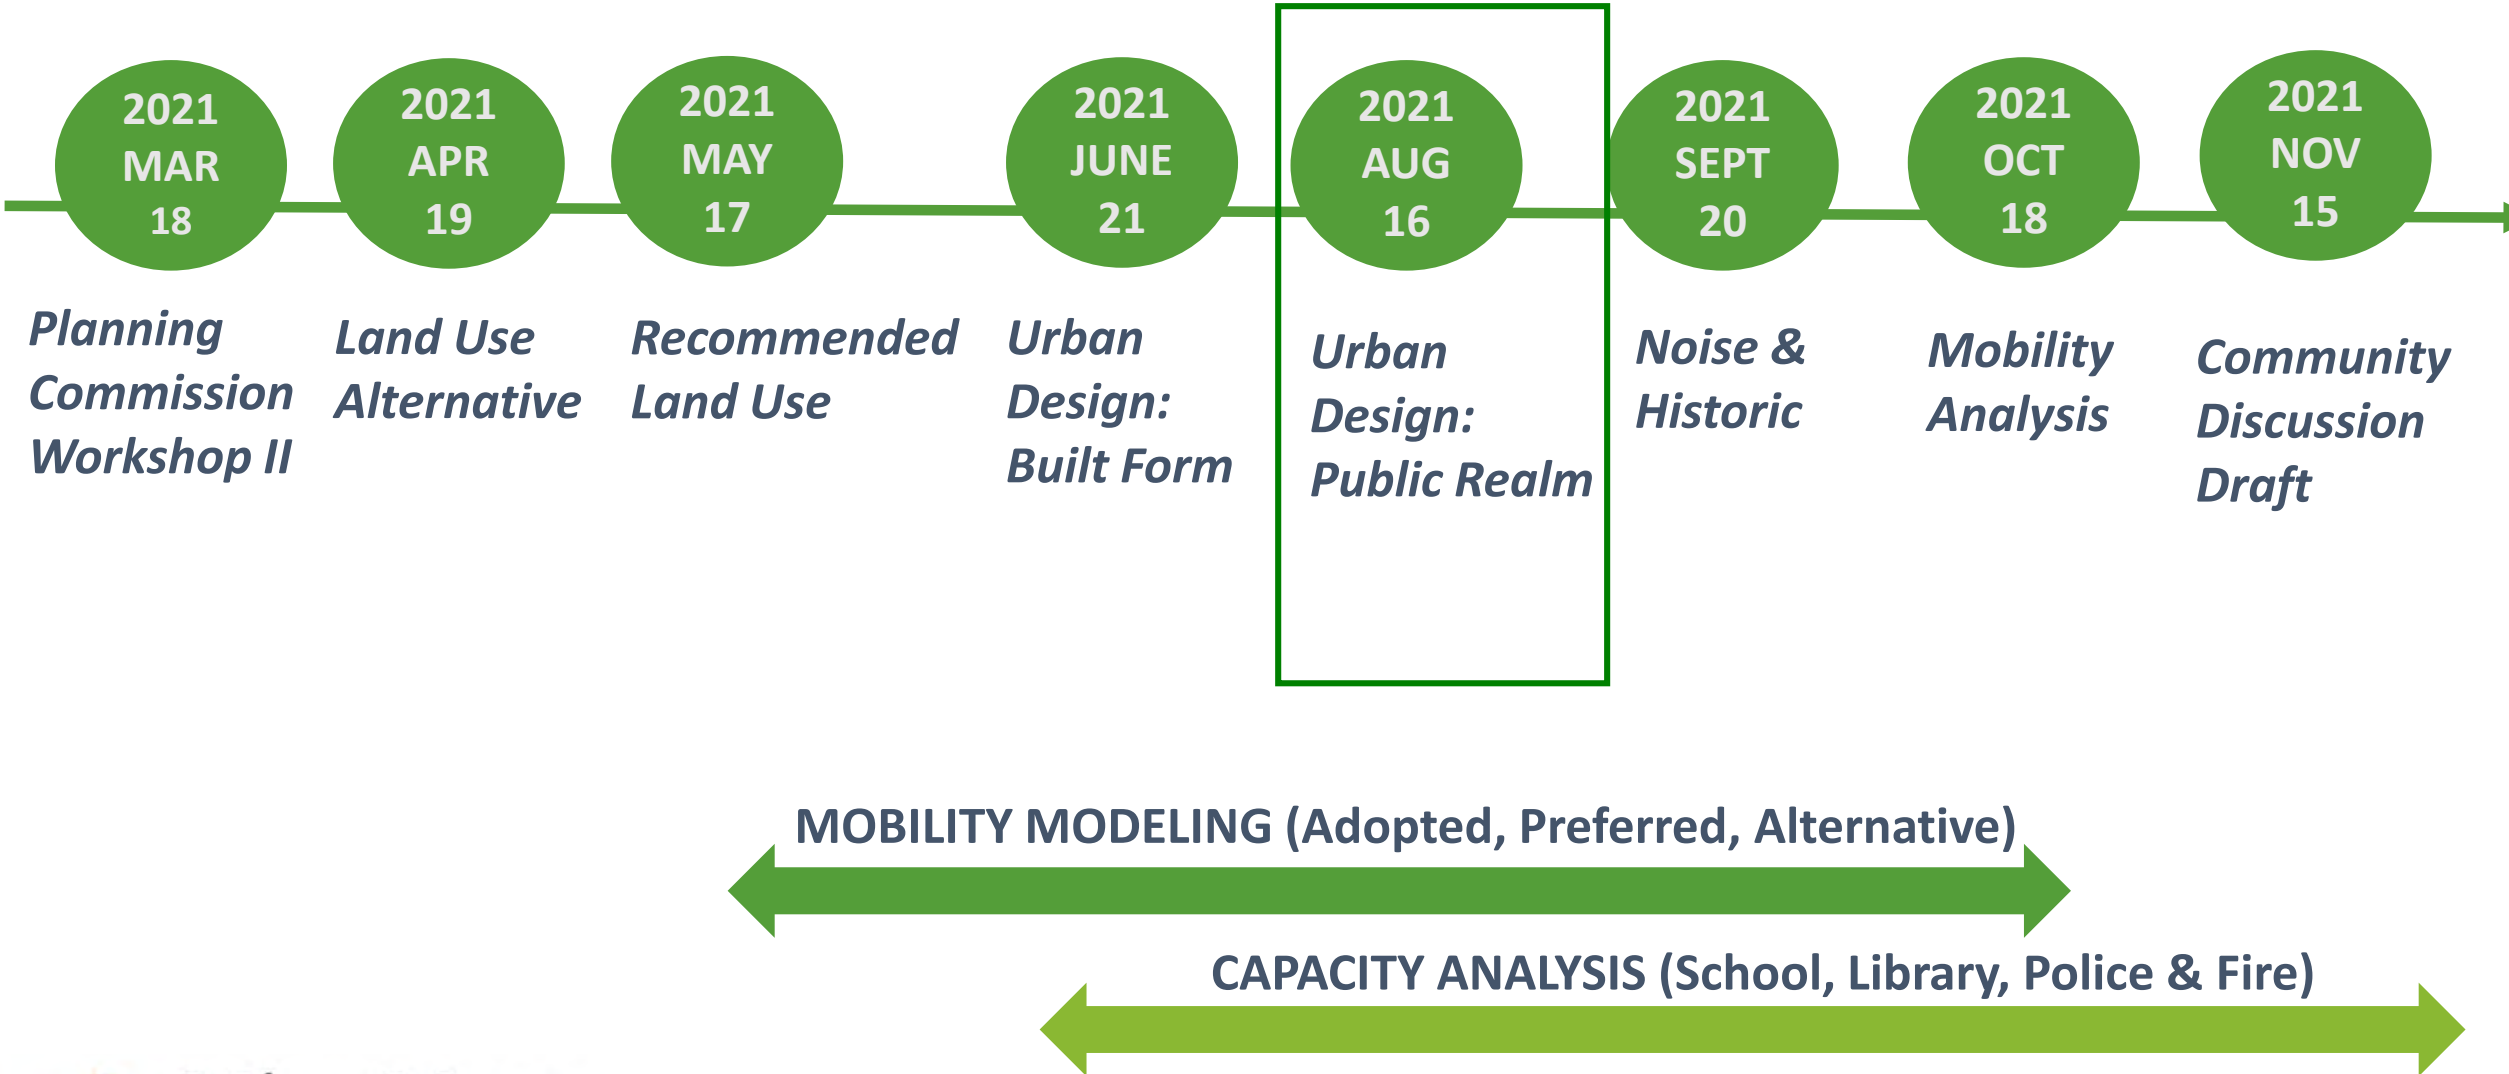 2021
MAR
18
2021
APR
19
2021
MAY
17
2021
JUNE
21
2021
AUG
16
2021
SEPT
20
2021
OCT
18
2021
NOV
15
Planning
Commission
Workshop II
Land Use
Alternative
Recommended
Land Use
Urban
Design:
Built Form
Urban
Design:
Public Realm
Noise &
Historic
Mobility
Analysis
Community
Discussion
Draft
MOBILITY MODELING (Adopted, Preferred, Alternative)
CAPACITY ANALYSIS (School, Library, Police & Fire)